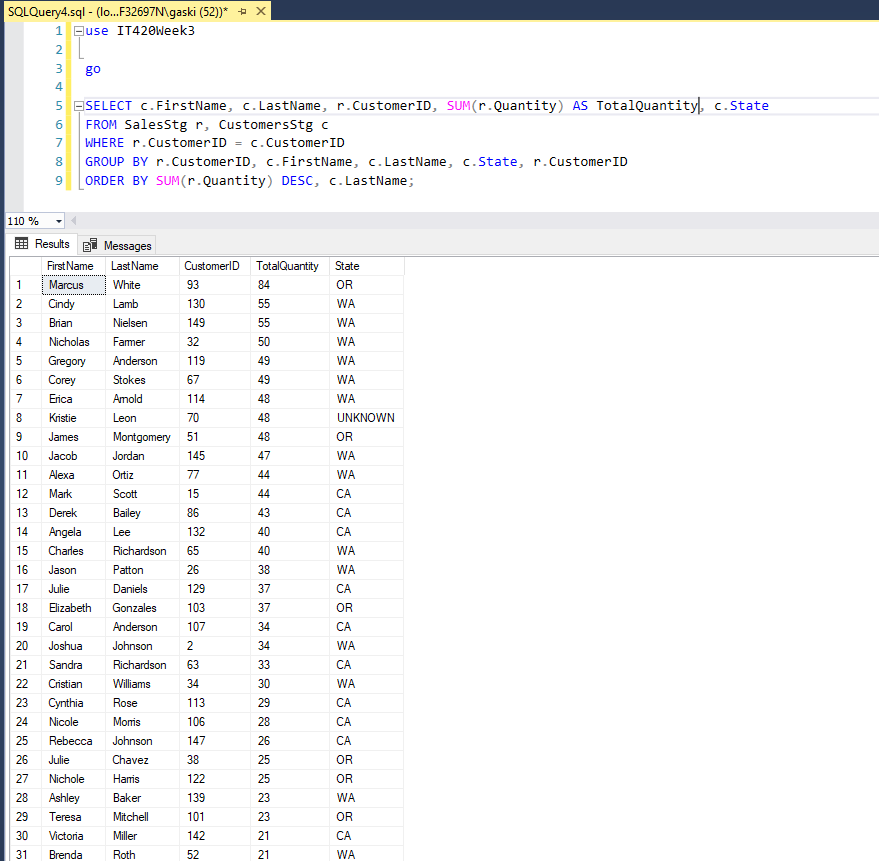 SQLQuery4.sql - (lo...F32697N\gaski (52))*
1 use IT420Week3
2
3 go
4
5 SELECT c.FirstName, c.LastName, r.CustomerID, SUM(r.Quantity) AS TotalQuantity, c.State
6 FROM SalesStg r, CustomersStg c
7 WHERE r.CustomerID = c.CustomerID
8 GROUP BY r.CustomerID, c.FirstName, c.LastName, c.State, r.CustomerID
9 ORDER BY SUM(r.Quantity) DESC, c.LastName;
110 %
Results Messages
FirstName LastName CustomerID TotalQuantity State
1 Marcus White 93 84 OR
2 Cindy Lamb 130 55 WA
3 Brian Nielsen 149 55 WA
4 Nicholas Farmer 32 50 WA
5 Gregory Anderson 119 49 WA
6 Corey Stokes 67 49 WA
7 Erica Arnold 114 48 WA
8 Kristie Leon 70 48 UNKNOWN
9 James Montgomery 51 48 OR
10 Jacob Jordan 145 47 WA
11 Alexa Ortiz 77 44 WA
12 Mark Scott 15 44 CA
13 Derek Bailey 86 43 CA
14 Angela Lee 132 40 CA
15 Charles Richardson 65 40 WA
16 Jason Patton 26 38 WA
17 Julie Daniels 129 37 CA
18 Elizabeth Gonzales 103 37 OR
19 Carol Anderson 107 34 CA
20 Joshua Johnson 2 34 WA
21 Sandra Richardson 63 33 CA
22 Cristian Williams 34 30 WA
23 Cynthia Rose 113 29 CA
24 Nicole Morris 106 28 CA
25 Rebecca Johnson 147 26 CA
26 Julie Chavez 38 25 OR
27 Nichole Harris 122 25 OR
28 Ashley Baker 139 23 WA
29 Teresa Mitchell 101 23 OR
30 Victoria Miller 142 21 CA
31 Brenda Roth 52 21 WA